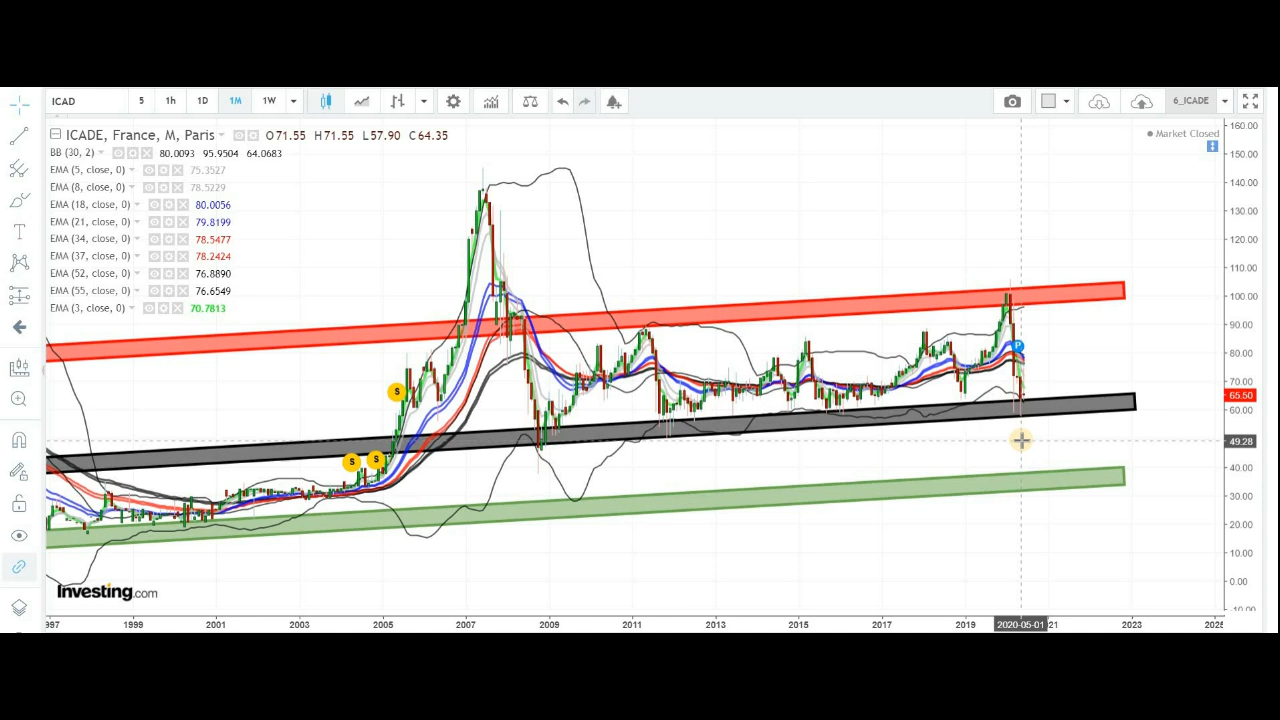 ICAD 5 1h 1D 1M 1W 6_ICADE
ICADE, France, M, Paris O71.55 H71.55 L57.90 C64.35
Market Closed
BB (30, 2) 80.0093 95.9504 64.0683
EMA (5, close, 0) 75.3527
EMA (8, close, 0) 78.5229
EMA (18, close, 0) 80.0056
EMA (21, close, 0) 79.8199
EMA (34, close, 0) 78.5477
EMA (37, close, 0) 78.2424
EMA (52, close, 0) 76.8890
EMA (55, close, 0) 76.6549
EMA (3, close, 0) 70.7813
160.00
150.00
140.00
130.00
120.00
110.00
100.00
90.00
80.00
70.00
65.50
60.00
49.28
40.00
30.00
20.00
10.00
0.00
-10.00
P
S
S
S
T
Investing.com
997 1999 2001 2003 2005 2007 2009 2011 2013 2015 2017 2019 2020-05-01 21 2023 2025